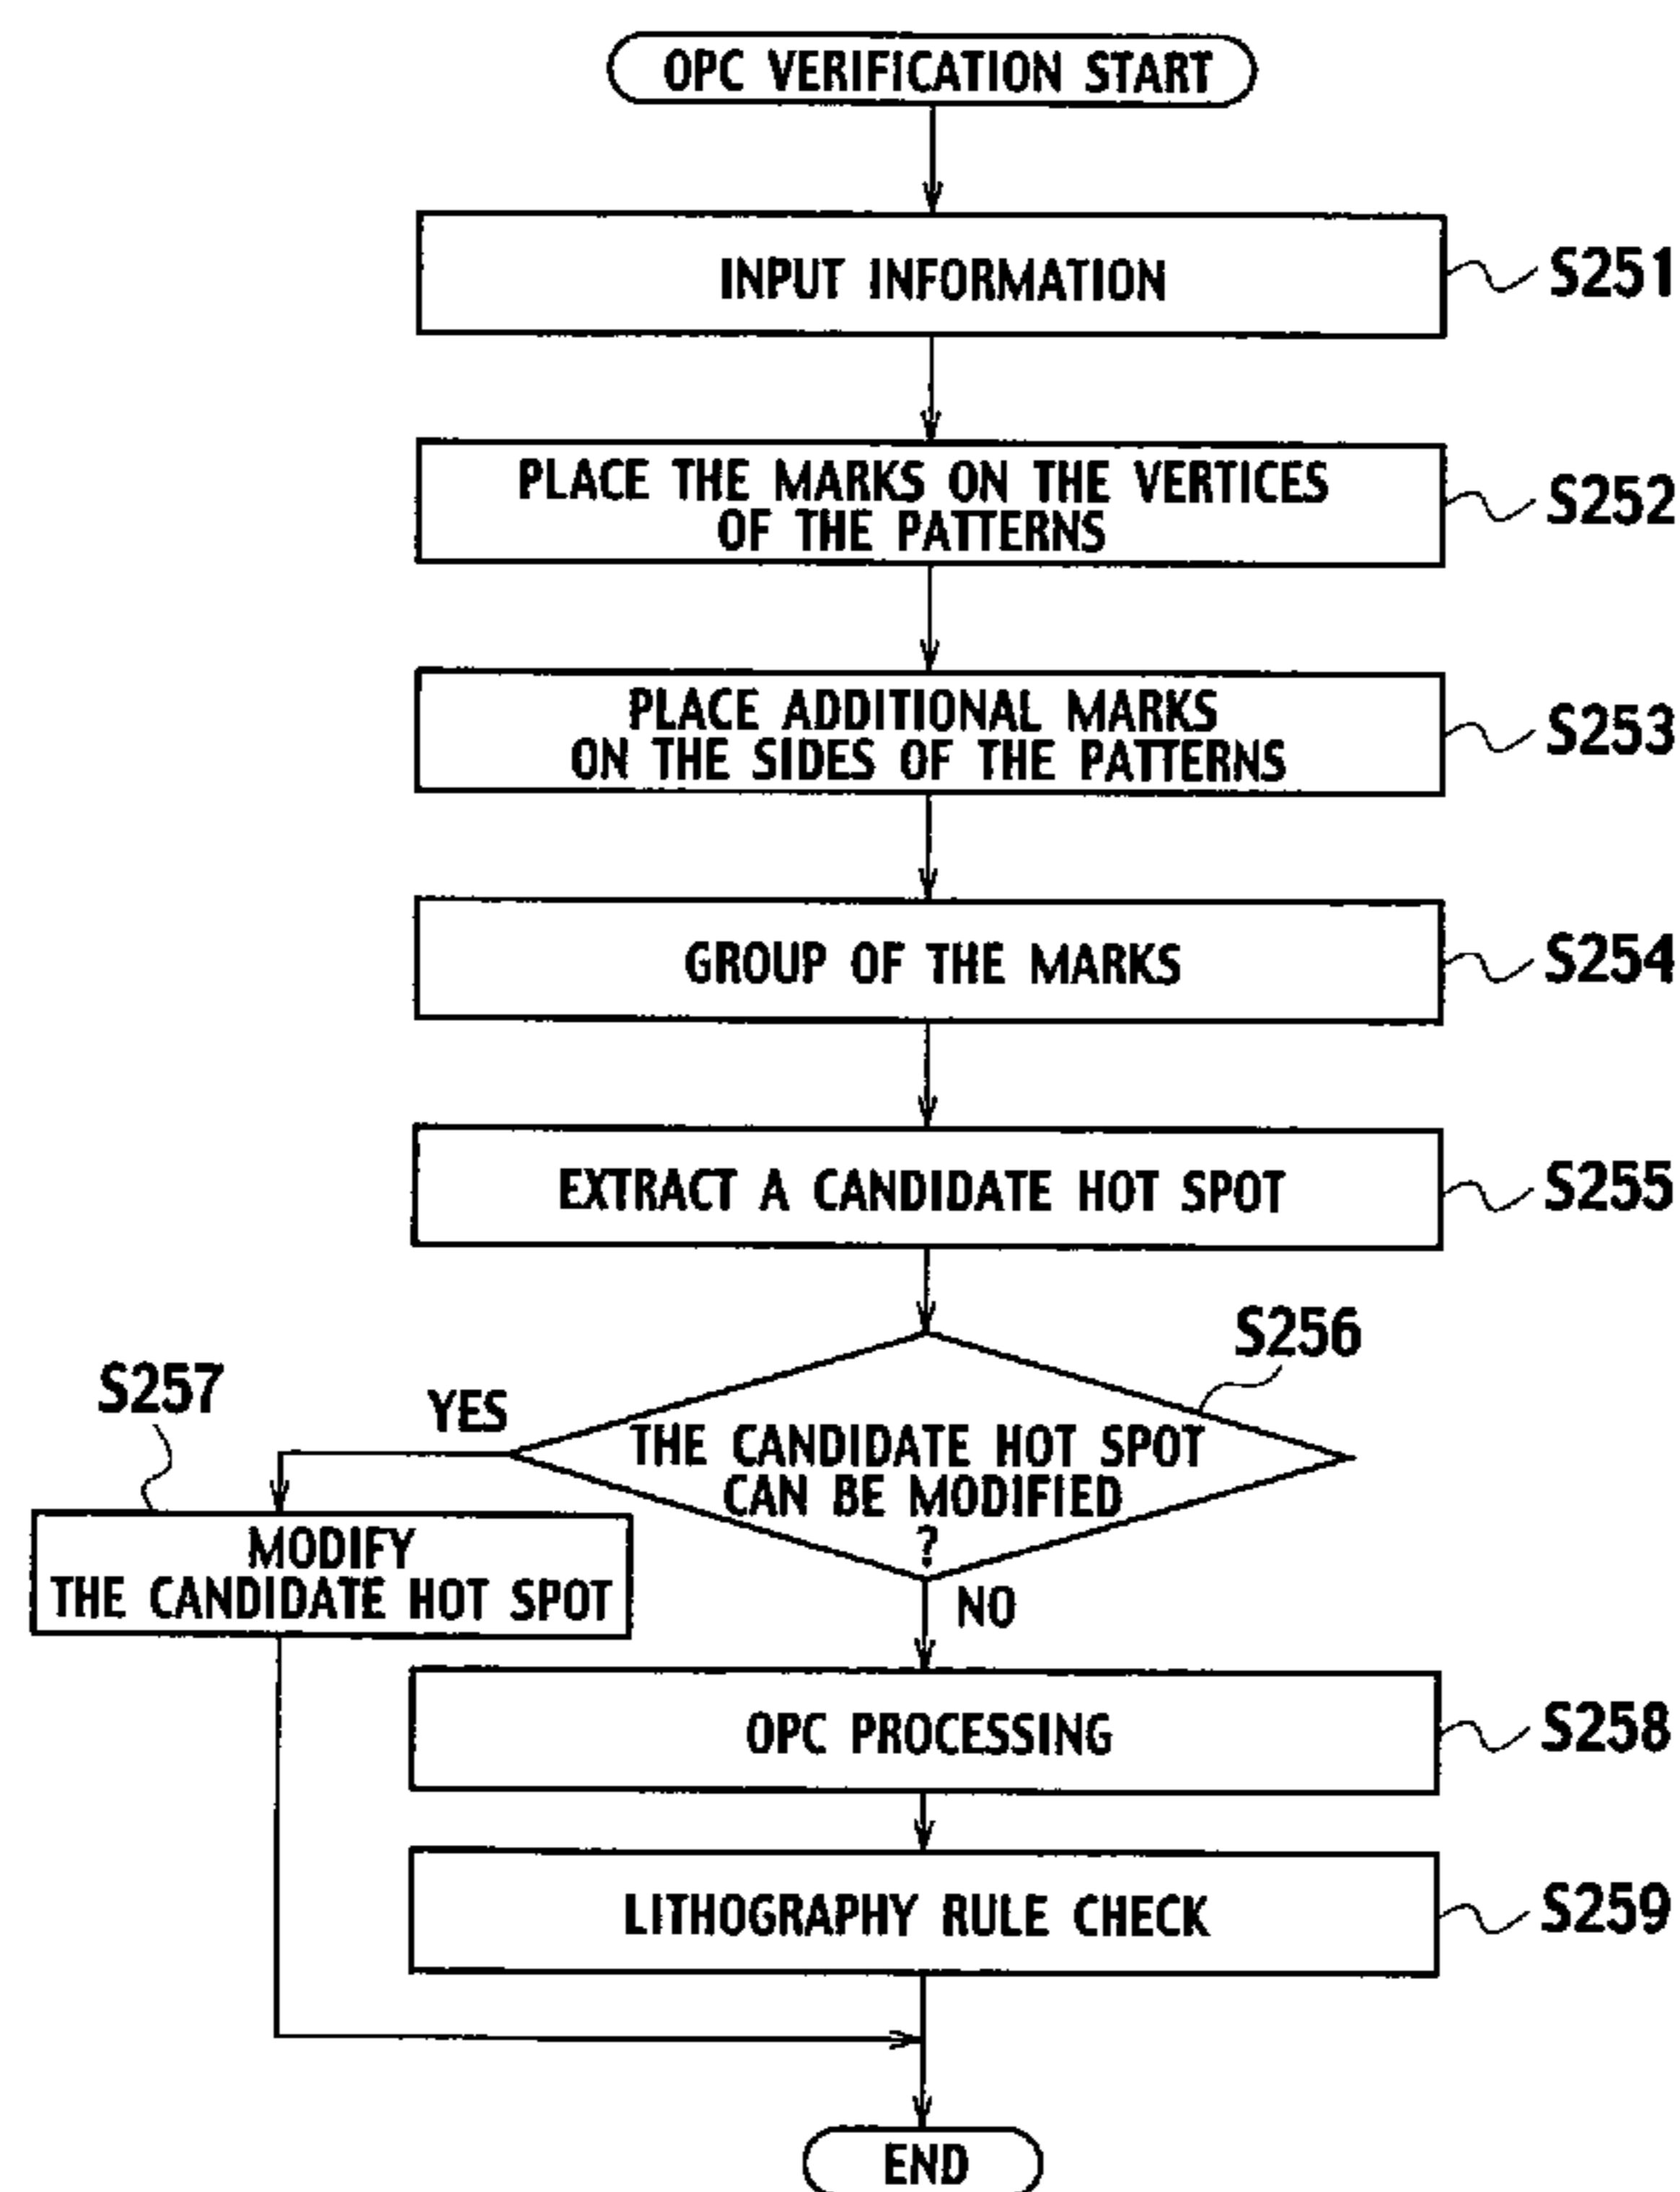 OPC VERIFICATION START
INPUT INFORMATION
S251
PLACE THE MARKS ON THE VERTICES
OF THE PATTERNS
S252
PLACE ADDITIONAL MARKS
ON THE SIDES OF THE PATTERNS
S253
GROUP OF THE MARKS
S254
EXTRACT A CANDIDATE HOT SPOT
S255
S256
THE CANDIDATE HOT SPOT
CAN BE MODIFIED
?
YES
S257
MODIFY
THE CANDIDATE HOT SPOT
NO
OPC PROCESSING
S258
LITHOGRAPHY RULE CHECK
S259
END